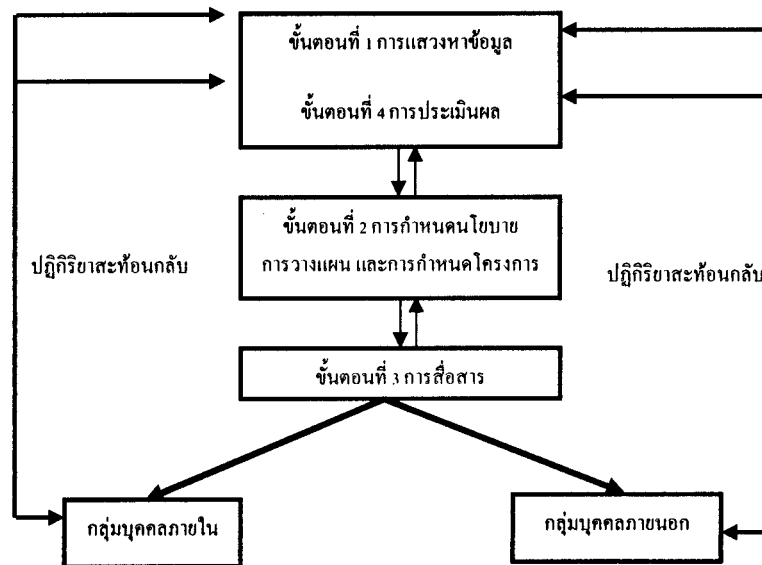 ขั้นตอนที่ 1 การแสวงหาข้อมูล
ขั้นตอนที่ 4 การประเมินผล
ขั้นตอนที่ 2 การกำหนดนโยบาย
การวางแผน และการกำหนดโครงการ
ปฏิกิริยาสะท้อนกลับ
ปฏิกิริยาสะท้อนกลับ
ขั้นตอนที่ 3 การสื่อสาร
กลุ่มบุคคลภายใน
กลุ่มบุคคลภายนอก